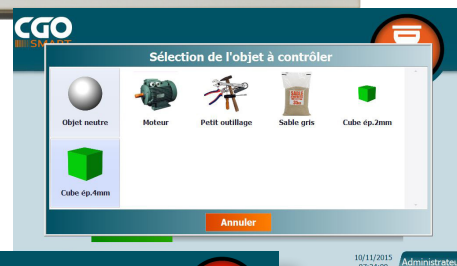 CGO
SMART
Sélection de l'objet à contrôler
Objet neutre
Moteur
Petit outillage
Sable gris
Cube ép.2mm
Cube ép.4mm
Annuler
10/11/2015
Administrateu